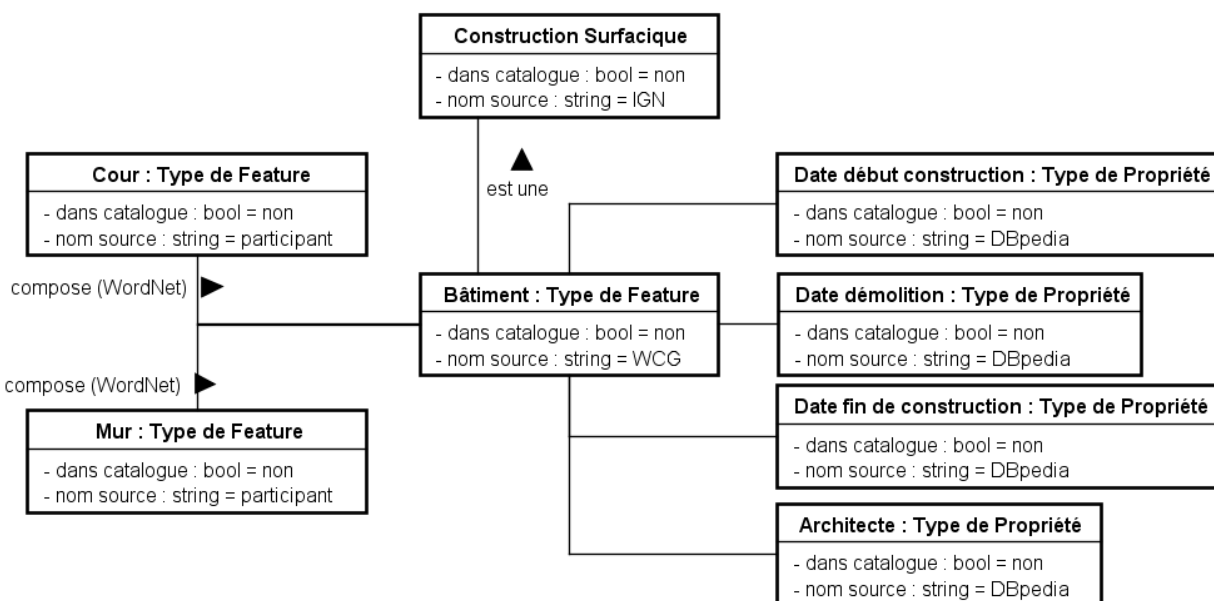 Construction Surfacique
- dans catalogue : bool = non
- nom source : string = IGN
est une
Cour : Type de Feature
- dans catalogue : bool = non
- nom source : string = participant
compose (WordNet)
compose (WordNet)
Mur : Type de Feature
- dans catalogue : bool = non
- nom source : string = participant
Bâtiment : Type de Feature
- dans catalogue : bool = non
- nom source : string = WCG
Date début construction : Type de Propriété
- dans catalogue : bool = non
- nom source : string = DBpedia
Date démolition : Type de Propriété
- dans catalogue : bool = non
- nom source : string = DBpedia
Date fin de construction : Type de Propriété
- dans catalogue : bool = non
- nom source : string = DBpedia
Architecte : Type de Propriété
- dans catalogue : bool = non
- nom source : string = DBpedia